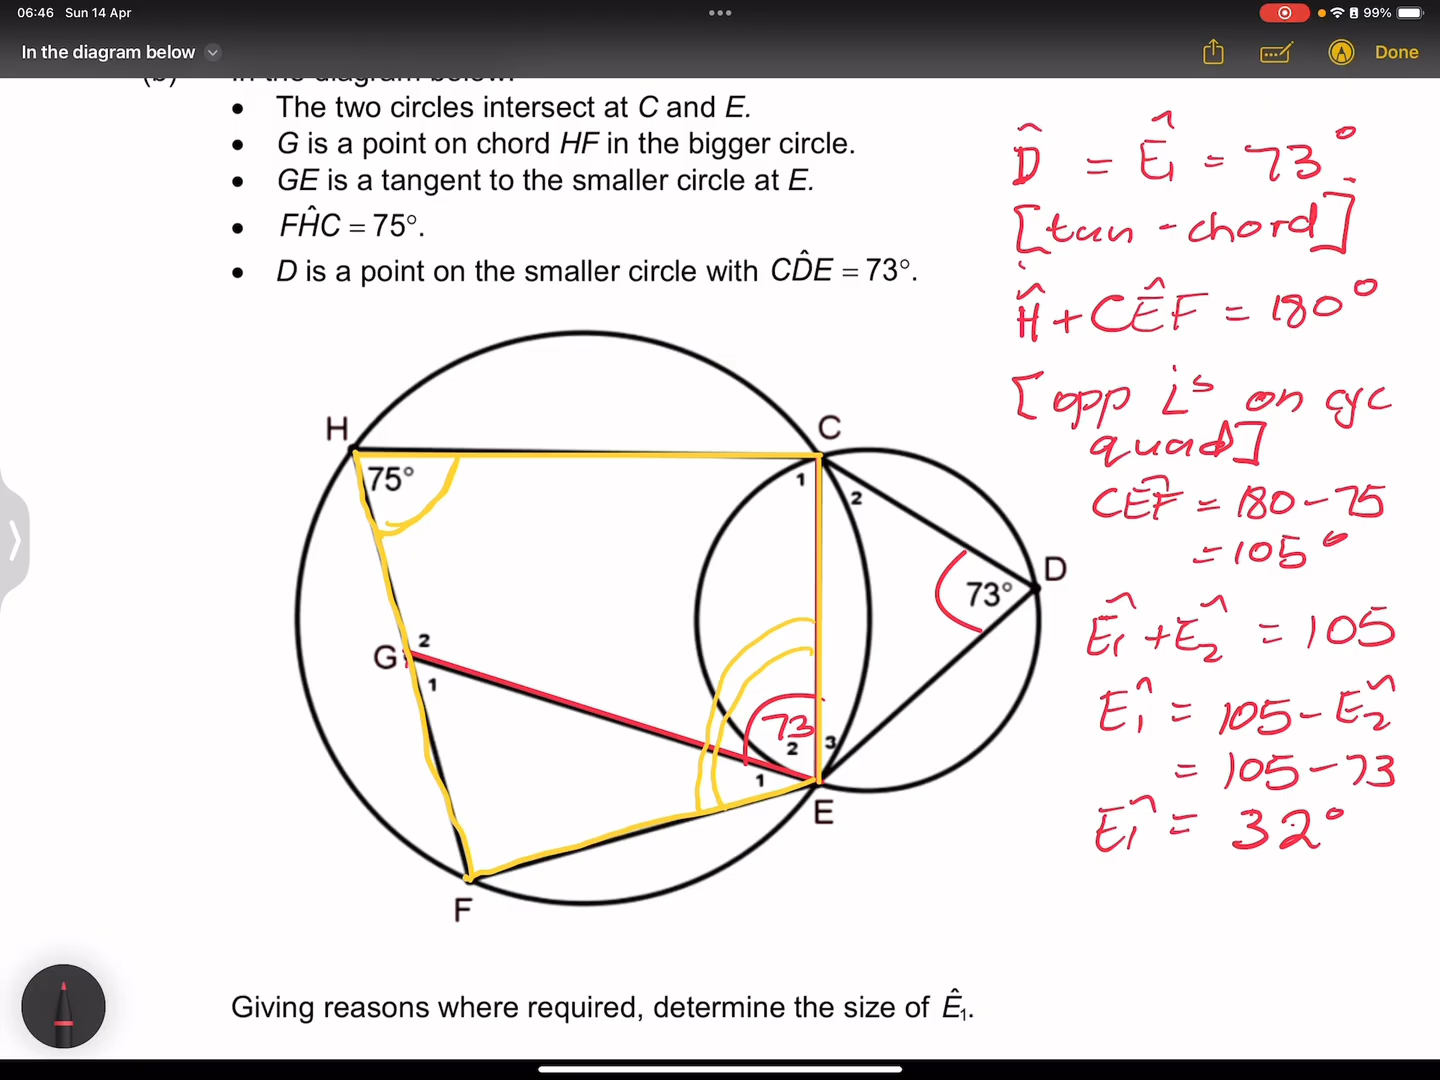 06:46 Sun 14 Apr
99%
In the diagram below
Done
(b) In the diagram below:
• The two circles intersect at C and E.
• G is a point on chord HF in the bigger circle.
• GE is a tangent to the smaller circle at E.
• FĤC = 75°.
• D is a point on the smaller circle with CD̂E = 73°.
D̂ = Ê₁ = 73°
[tan - chord]
Ĥ + CÊF = 180°
[opp ∠s on cyc
quad]
CÊF = 180 - 75
= 105°
Ê₁ + Ê₂ = 105
Ê₁ = 105 - Ê₂
= 105 - 73
Ê₁ = 32°
H
C
75°
1
2
D
73°
2
G
1
73
2
3
1
E
F
Giving reasons where required, determine the size of Ê₁.